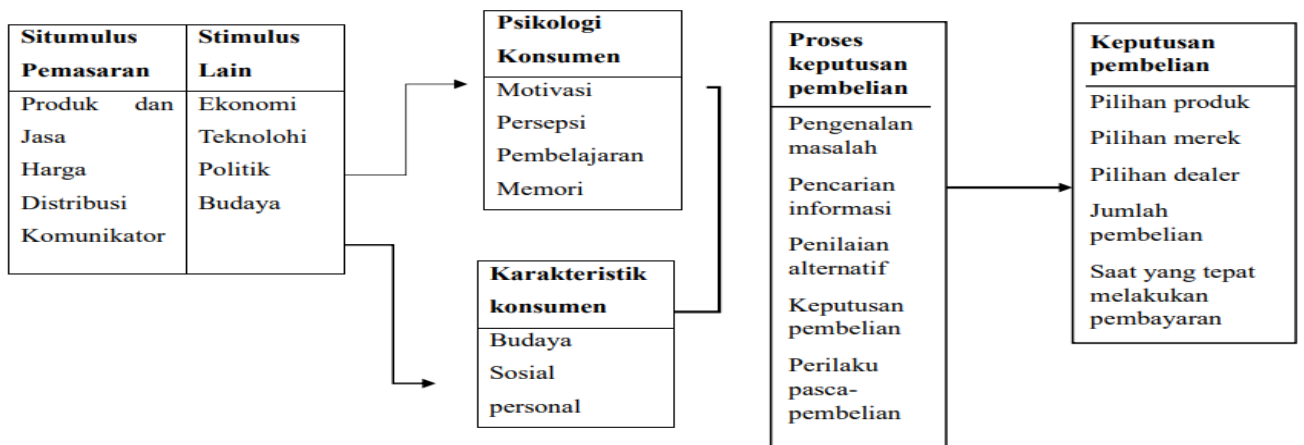 Situmulus
Pemasaran
Produk dan
Jasa
Harga
Distribusi
Komunikator
Stimulus
Lain
Ekonomi
Teknolohi
Politik
Budaya
Psikologi
Konsumen
Motivasi
Persepsi
Pembelajaran
Memori
Karakteristik
konsumen
Budaya
Sosial
personal
Proses
keputusan
pembelian
Pengenalan
masalah
Pencarian
informasi
Penilaian
alternatif
Keputusan
pembelian
Perilaku
pasca-
pembelian
Keputusan
pembelian
Pilihan produk
Pilihan merek
Pilihan dealer
Jumlah
pembelian
Saat yang tepat
melakukan
pembayaran